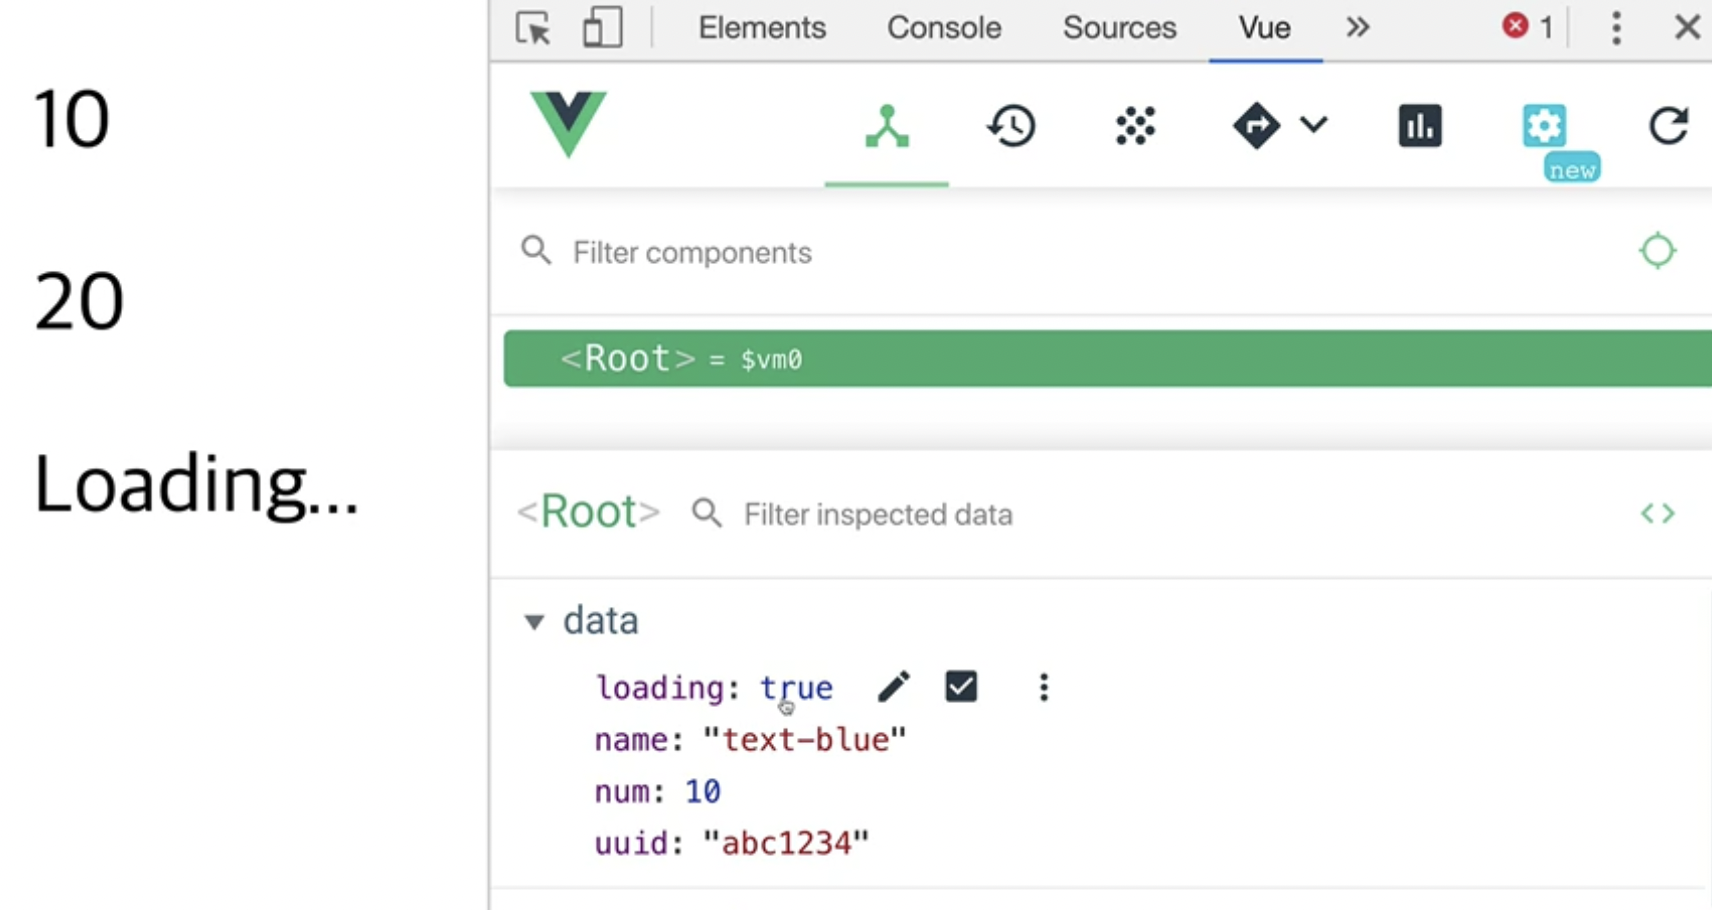 10
20
Loading...
Elements Console Sources Vue 1
new
Filter components
<Root> = $vm0
<Root> Filter inspected data
data
loading: true
name: "text-blue"
num: 10
uuid: "abc1234"